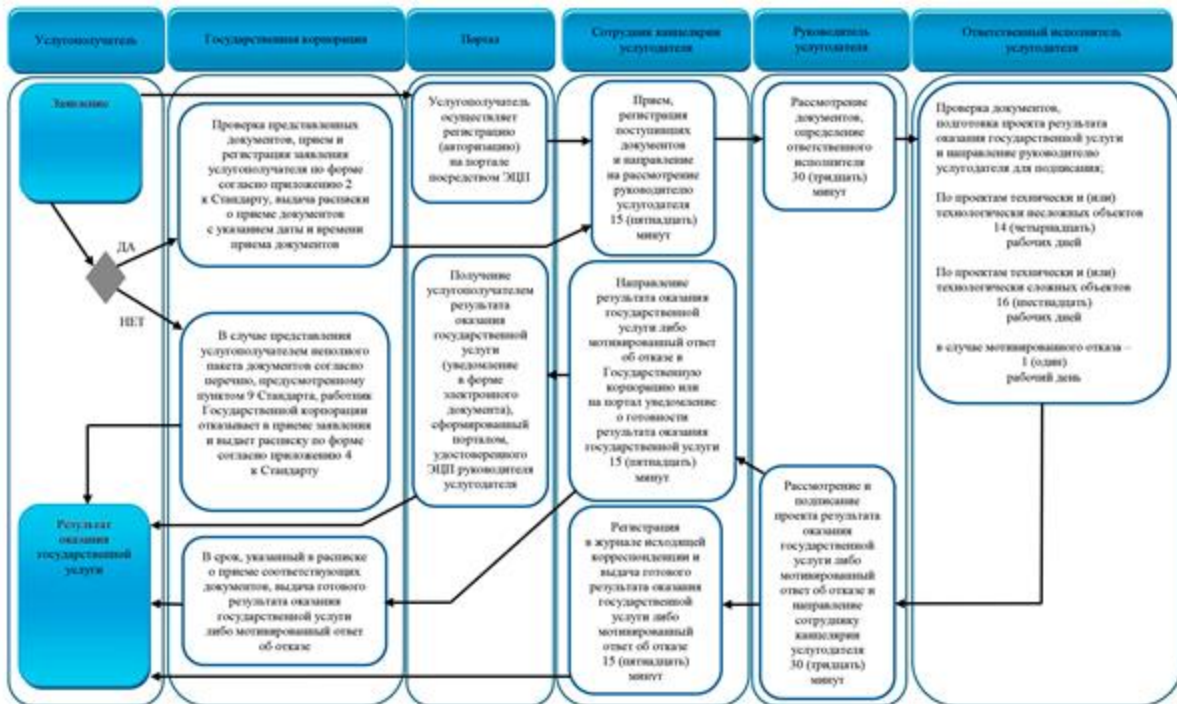 Услугополучатель
Государственная корпорация
Портал
Сотрудник канцелярии
услугодателя
Руководитель
услугодателя
Ответственный исполнитель
услугодателя
Заявление
ДА
НЕТ
Результат
оказания
государственной
услуги
Проверка представленных
документов, прием и
регистрация заявления
услугополучателя по форме
согласно приложению 2
к Стандарту, выдача расписки
о приеме документов
с указанием даты и времени
приема документов
В случае представления
услугополучателем неполного
пакета документов согласно
перечню, предусмотренному
пунктом 9 Стандарта, работник
Государственной корпорации
отказывает в приеме заявления
и выдает расписку по форме
согласно приложению 4
к Стандарту
В срок, указанный в расписке
о приеме соответствующих
документов, выдача готового
результата оказания
государственной услуги
либо мотивированный ответ
об отказе
Услугополучатель
осуществляет
регистрацию
(авторизацию)
на портале
посредством ЭЦП
Получение
услугополучателем
результата
оказания
государственной
услуги
(уведомление
в форме
электронного
документа),
сформированный
порталом,
удостоверенного
ЭЦП руководителя
услугодателя
Прием,
регистрация
поступивших
документов
и направление
на рассмотрение
руководителю
услугодателя
15 (пятнадцать)
минут
Направление
результата оказания
государственной
услуги либо
мотивированный ответ
об отказе в
Государственную
корпорацию или
на портал уведомление
о готовности
результата оказания
государственной услуги
15 (пятнадцать)
минут
Регистрация
в журнале исходящей
корреспонденции и
выдача готового
результата оказания
государственной
услуги либо
мотивированный
ответ об отказе
15 (пятнадцать)
минут
Рассмотрение
документов,
определение
ответственного
исполнителя
30 (тридцать)
минут
Рассмотрение и
подписание
проекта результата
оказания
государственной
услуги либо
мотивированный
ответ об отказе и
направление
сотруднику
канцелярии
услугодателя
30 (тридцать)
минут
Проверка документов,
подготовка проекта результата
оказания государственной услуги
и направление руководителю
услугодателя для подписания;
По проектам технически и (или)
технологически несложных объектов
14 (четырнадцать)
рабочих дней
По проектам технически и (или)
технологически сложных объектов
16 (шестнадцать)
рабочих дней
в случае мотивированного отказа –
1 (один)
рабочий день